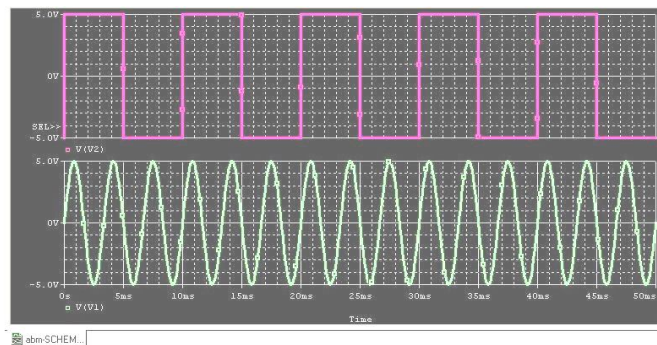 5.0V
0V
SEL>>
-5.0V
V(V2)
5.0V
0V
-5.0V
0s 5ms 10ms 15ms 20ms 25ms 30ms 35ms 40ms 45ms 50ms
V(V1)
Time
abm-SCHEM...